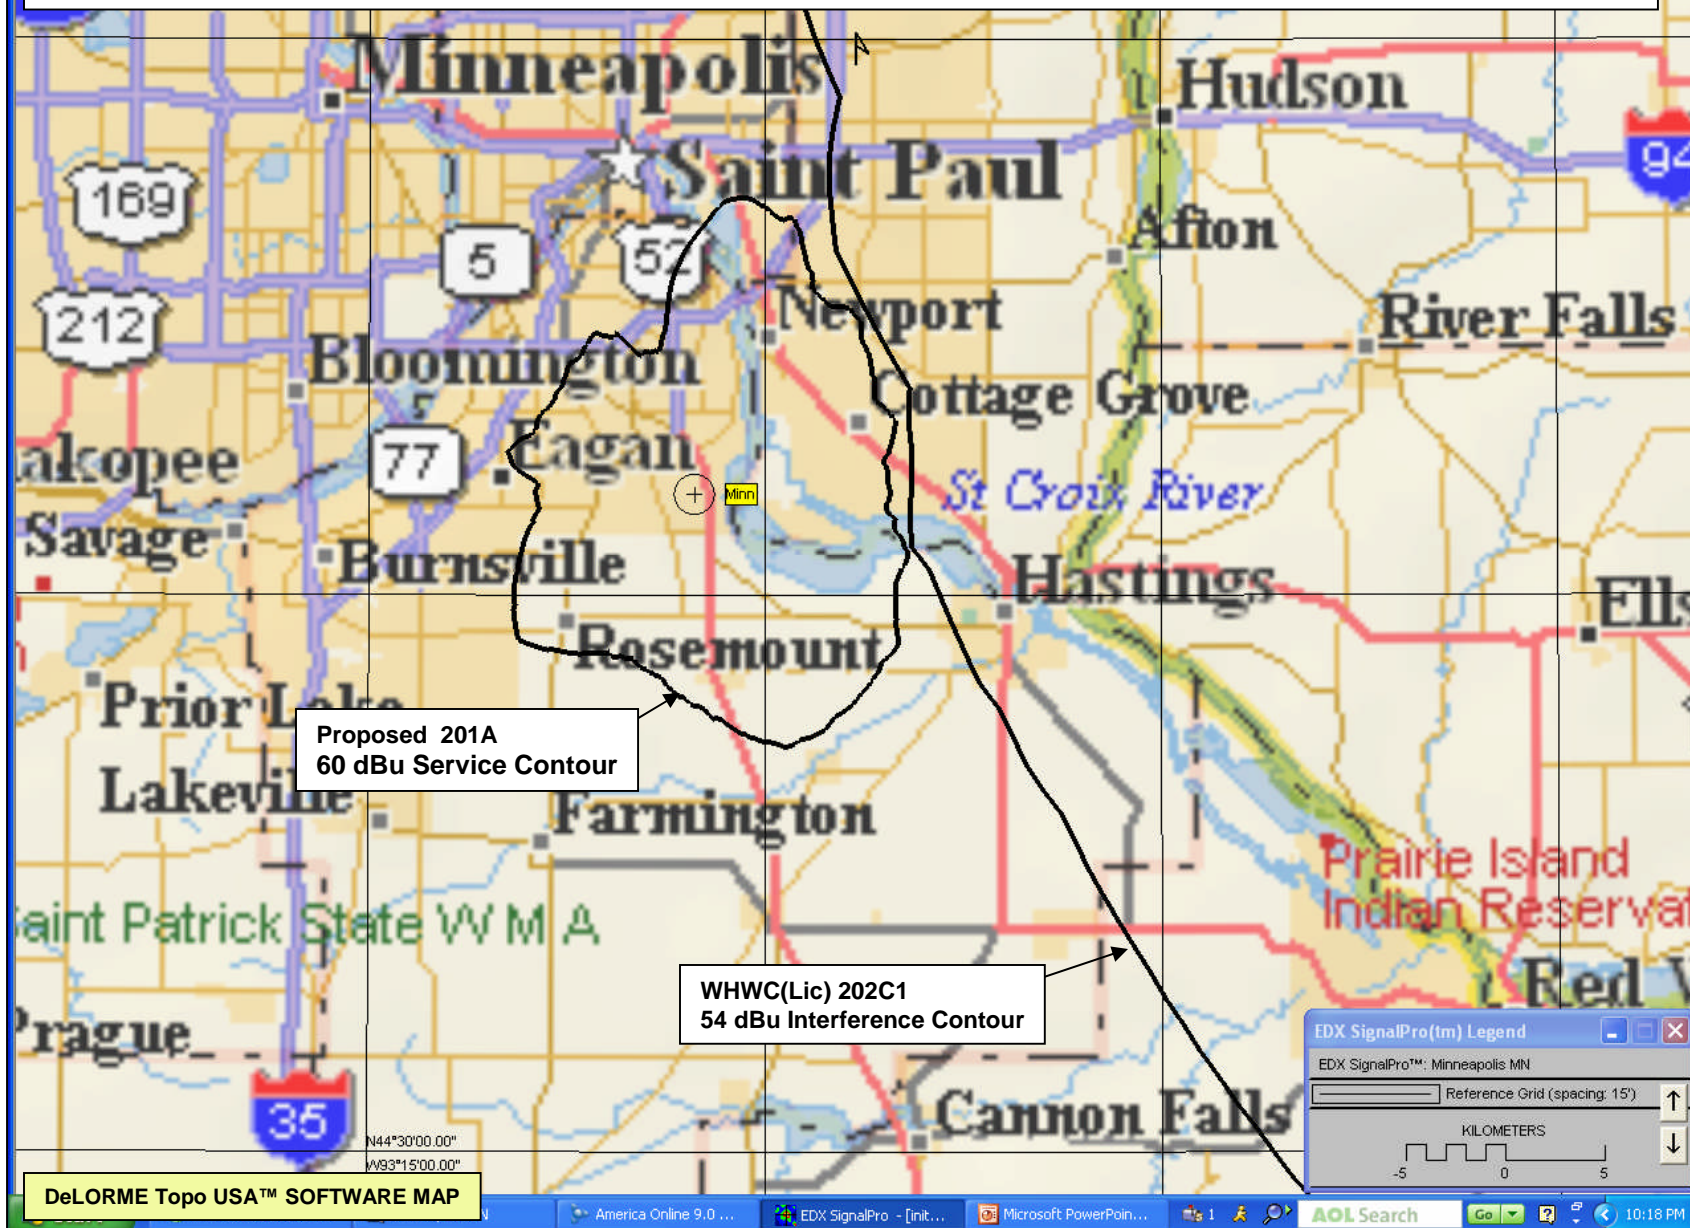 Minneapolis
Hudson
94
Saint Paul
169
Afton
5
52
212
Newport
River Falls
Bloomington
Cottage Grove
77
Eagan
akopee
Minn
St Croix River
Savage
Burnsville
Hastings
Ells
Rosemount
Prior Lake
Proposed 201A
60 dBu Service Contour
Lakeville
Farmington
Prairie Island
Indian Reservat
aint Patrick State W M A
WHWC(Lic) 202C1
54 dBu Interference Contour
Red W
Prague
EDX SignalPro(tm) Legend
EDX SignalPro™: Minneapolis MN
Reference Grid (spacing: 15')
KILOMETERS
-5 0 5
35
Cannon Falls
N44°30'00.00"
W93°15'00.00"
DeLORME Topo USA™ SOFTWARE MAP
America Online 9.0 ...
EDX SignalPro - [init...
Microsoft PowerPoin...
1
AOL Search
Go
10:18 PM